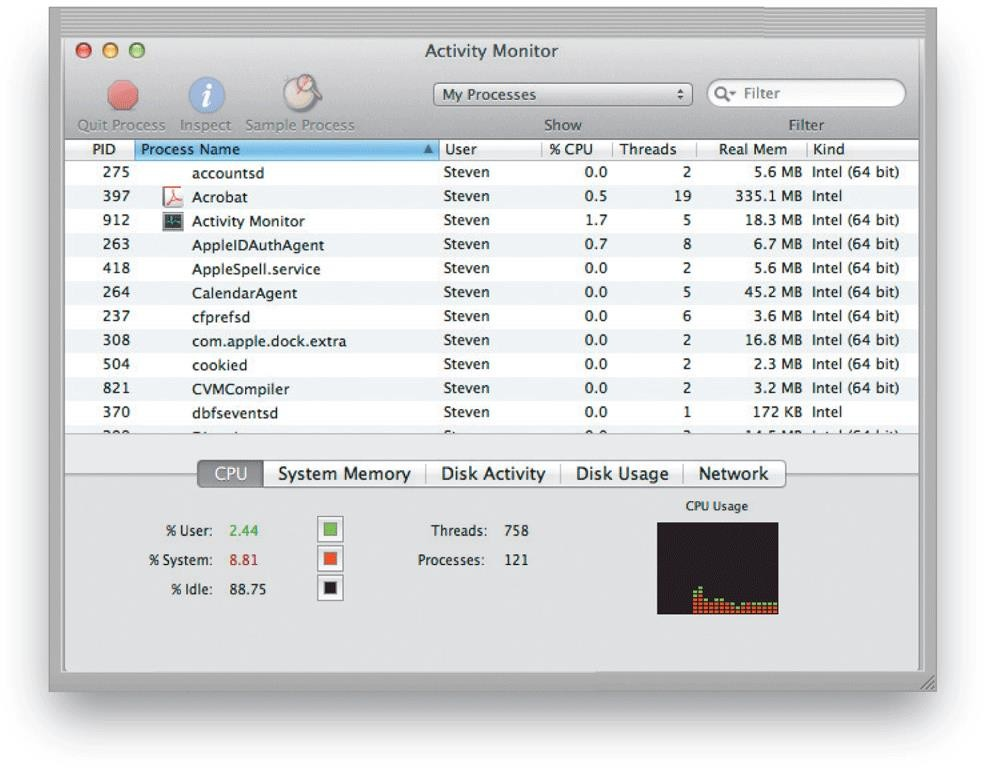 Activity Monitor
Quit Process Inspect Sample Process My Processes Show Filter Filter
PID Process Name User % CPU Threads Real Mem Kind
275 accountsd Steven 0.0 2 5.6 MB Intel (64 bit)
397 Acrobat Steven 0.5 19 335.1 MB Intel
912 Activity Monitor Steven 1.7 5 18.3 MB Intel (64 bit)
263 AppleIDAuthAgent Steven 0.7 8 6.7 MB Intel (64 bit)
418 AppleSpell.service Steven 0.0 2 5.6 MB Intel (64 bit)
264 CalendarAgent Steven 0.0 5 45.2 MB Intel (64 bit)
237 cfprefsd Steven 0.0 6 3.6 MB Intel (64 bit)
308 com.apple.dock.extra Steven 0.0 2 16.8 MB Intel (64 bit)
504 cookied Steven 0.0 2 2.3 MB Intel (64 bit)
821 CVMCompiler Steven 0.0 2 3.2 MB Intel (64 bit)
370 dbfseventsd Steven 0.0 1 172 KB Intel
CPU System Memory Disk Activity Disk Usage Network
CPU Usage
% User: 2.44 Threads: 758
% System: 8.81 Processes: 121
% Idle: 88.75